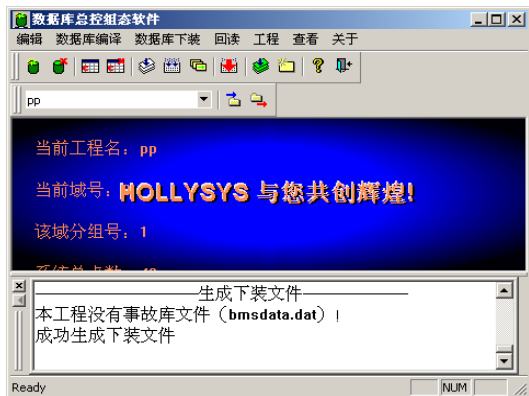 数据库总控组态软件
编辑 数据库编译 数据库下装 回读 工程 查看 关于
pp
当前工程名：pp
当前域号：
HOLLYSYS 与您共创辉煌!
该域分组号：1
生成下装文件
本工程没有事故库文件（bmsdata.dat）！
成功生成下装文件
Ready
NUM